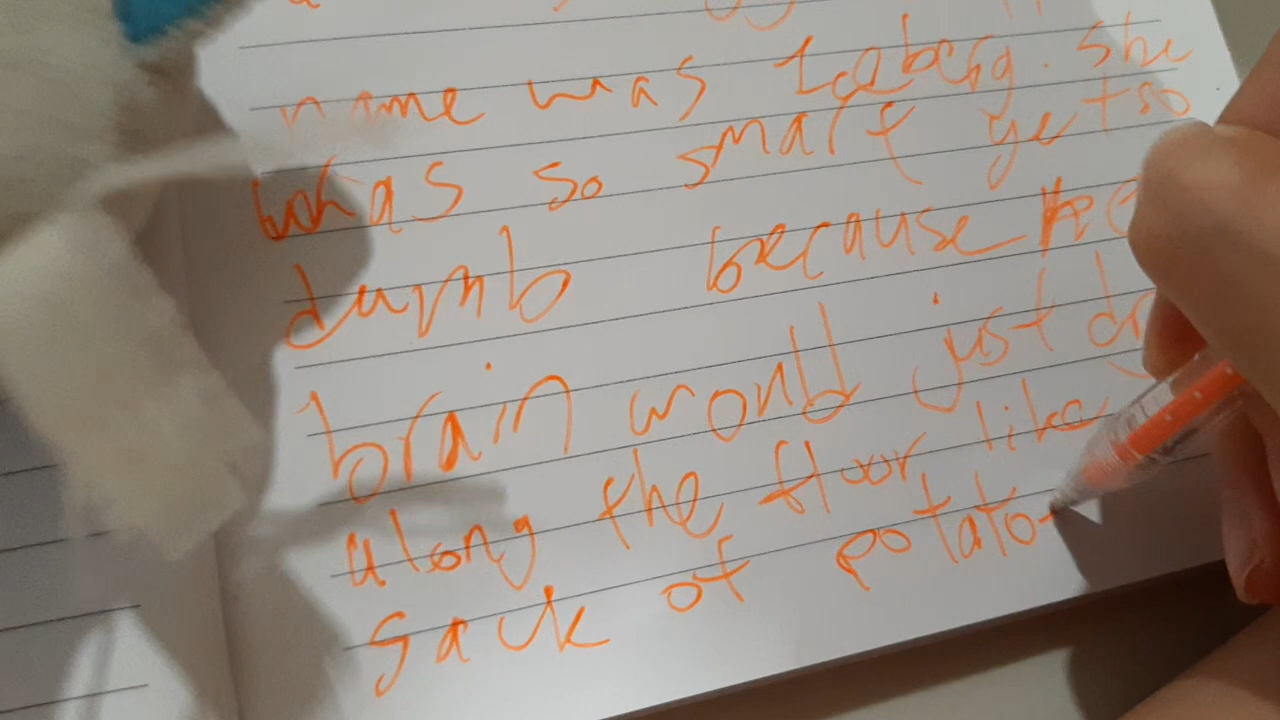 name was Iceberg. she
was so smart yet so
dumb because
brain would just
along the floor like
sack of potato